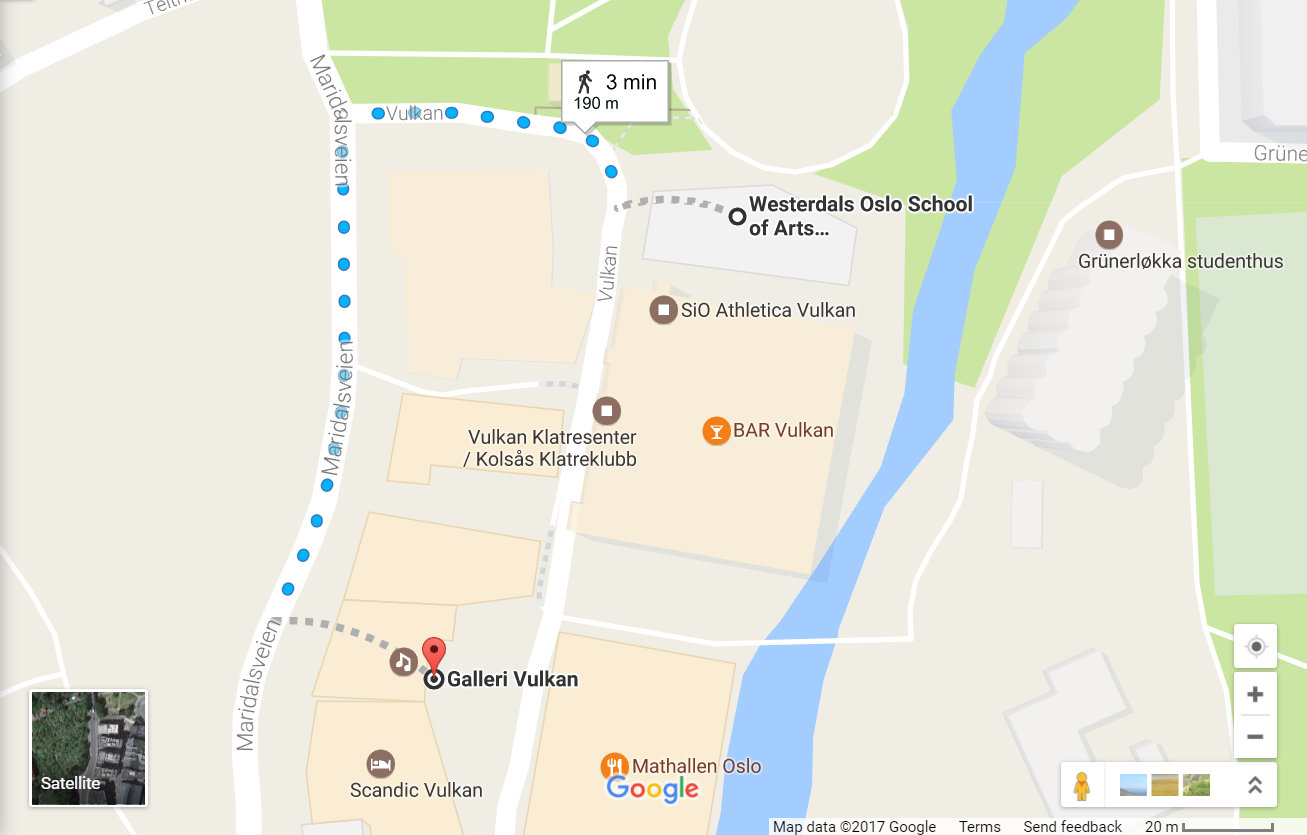 Maridalsveien
3 min
190 m
Vulkan
Maridalsveien
Grüne
Westerdals Oslo School
of Arts...
Grünerløkka studenthus
Vulkan
SiO Athletica Vulkan
Maridalsveien
BAR Vulkan
Vulkan Klatresenter
/ Kolsås Klatreklubb
Maridalsveien
Galleri Vulkan
Mathallen Oslo
Google
Satellite
Scandic Vulkan
Map data ©2017 Google Terms Send feedback 20 m